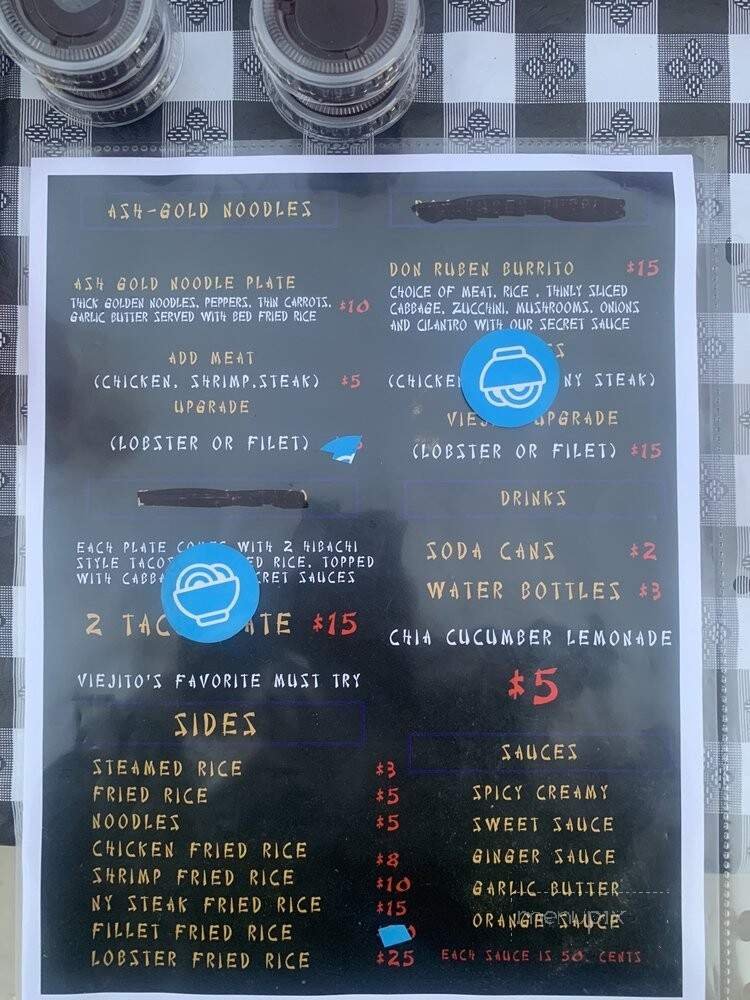 ASH-GOLD NOODLES
ASH GOLD NOODLE PLATE
THICK GOLDEN NOODLES, PEPPERS, THIN CARROTS, $10
GARLIC BUTTER SERVED WITH BED FRIED RICE
ADD MEAT
(CHICKEN, SHRIMP,STEAK) $5
UPGRADE
(LOBSTER OR FILET)
EACH PLATE COMES WITH 2 HIBACHI
STYLE RICE, TOPPED
WITH SAUCES
2 $15
VIEJITO'S FAVORITE MUST TRY
SIDES
STEAMED RICE $3
FRIED RICE $5
NOODLES $5
CHICKEN FRIED RICE $8
SHRIMP FRIED RICE $10
NY STEAK FRIED RICE $15
FILLET FRIED RICE
LOBSTER FRIED RICE $25
DON RUBEN BURRITO $15
CHOICE OF MEAT, RICE , THINLY SLICED
CABBAGE, ZUCCHINI, MUSHROOMS, ONIONS
AND CILANTRO WITH OUR SECRET SAUCE
(CHICKEN NY STEAK)
UPGRADE
(LOBSTER OR FILET) $15
DRINKS
SODA CANS $2
WATER BOTTLES $3
CHIA CUCUMBER LEMONADE
$5
SAUCES
SPICY CREAMY
SWEET SAUCE
GINGER SAUCE
GARLIC BUTTER
ORANGE SAUCE
menupix
EACH SAUCE IS 50 CENTS